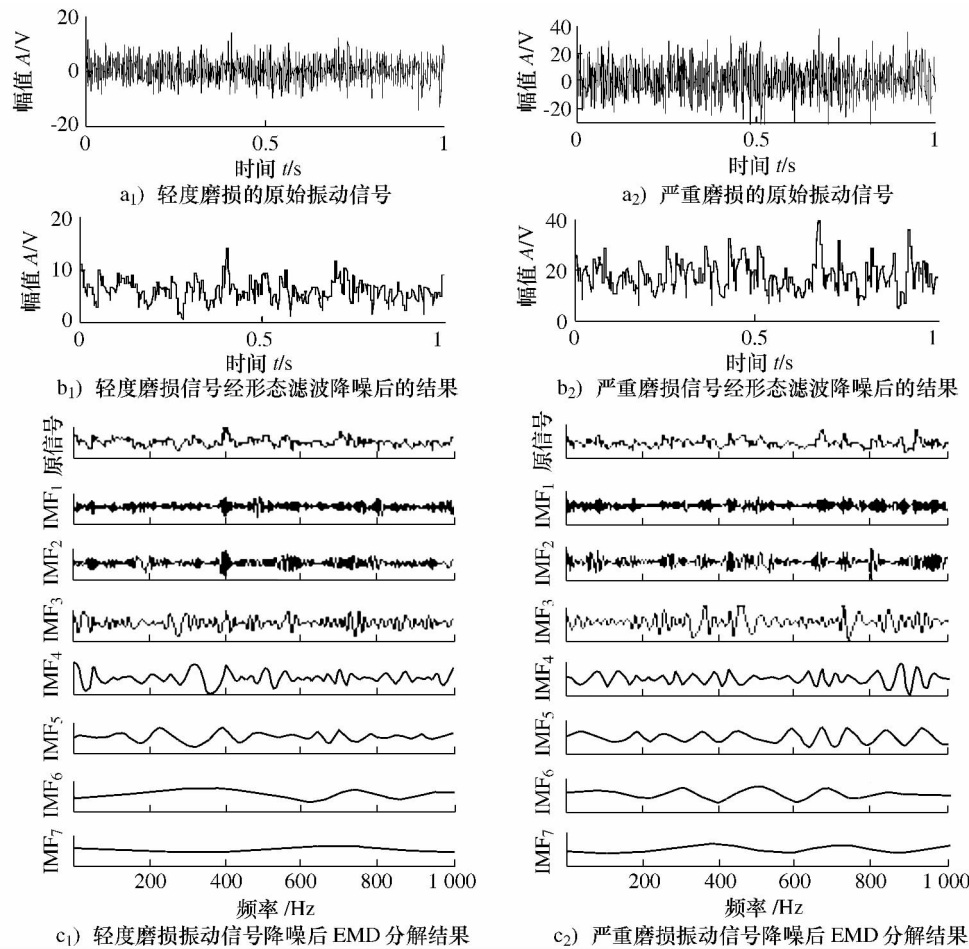 20
0
-20
幅值 A/V
0
0.5
1
时间 t/s
a₁) 轻度磨损的原始振动信号
40
20
0
-20
幅值 A/V
0
0.5
1
时间 t/s
a₂) 严重磨损的原始振动信号
20
10
0
幅值 A/V
0
0.5
1
时间 t/s
b₁) 轻度磨损信号经形态滤波降噪后的结果
40
20
0
幅值 A/V
0
0.5
1
时间 t/s
b₂) 严重磨损信号经形态滤波降噪后的结果
原信号
IMF₁
IMF₂
IMF₃
IMF₄
IMF₅
IMF₆
IMF₇
200
400
600
800
1 000
频率 /Hz
c₁) 轻度磨损振动信号降噪后 EMD 分解结果
原信号
IMF₁
IMF₂
IMF₃
IMF₄
IMF₅
IMF₆
IMF₇
200
400
600
800
1 000
频率 /Hz
c₂) 严重磨损振动信号降噪后 EMD 分解结果